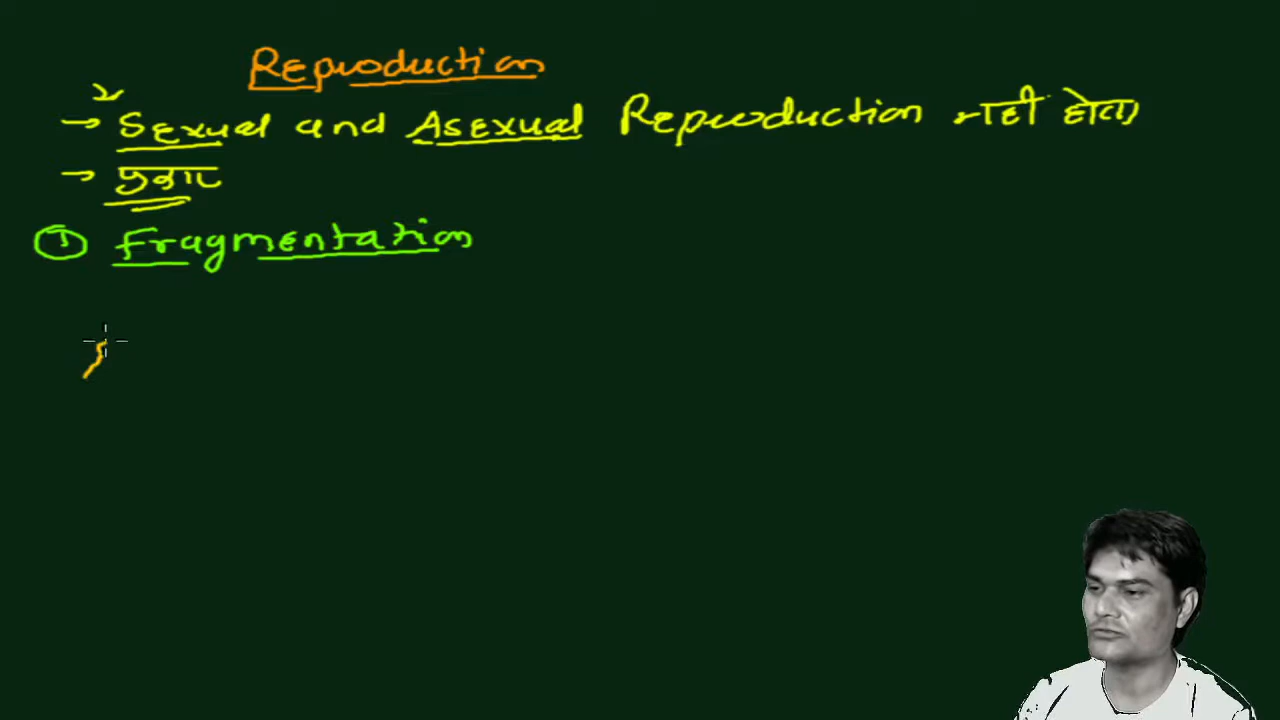 Reproduction
→ Sexual and Asexual Reproduction नहीं होता
→ प्रकार
① Fragmentation